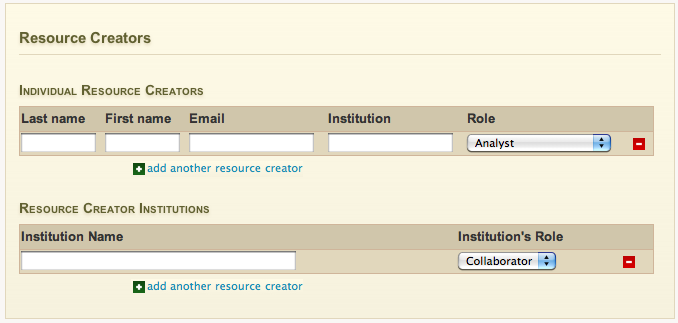 Resource Creators
Individual Resource Creators
Last name First name Email Institution Role
Analyst
add another resource creator
Resource Creator Institutions
Institution Name Institution's Role
Collaborator
add another resource creator